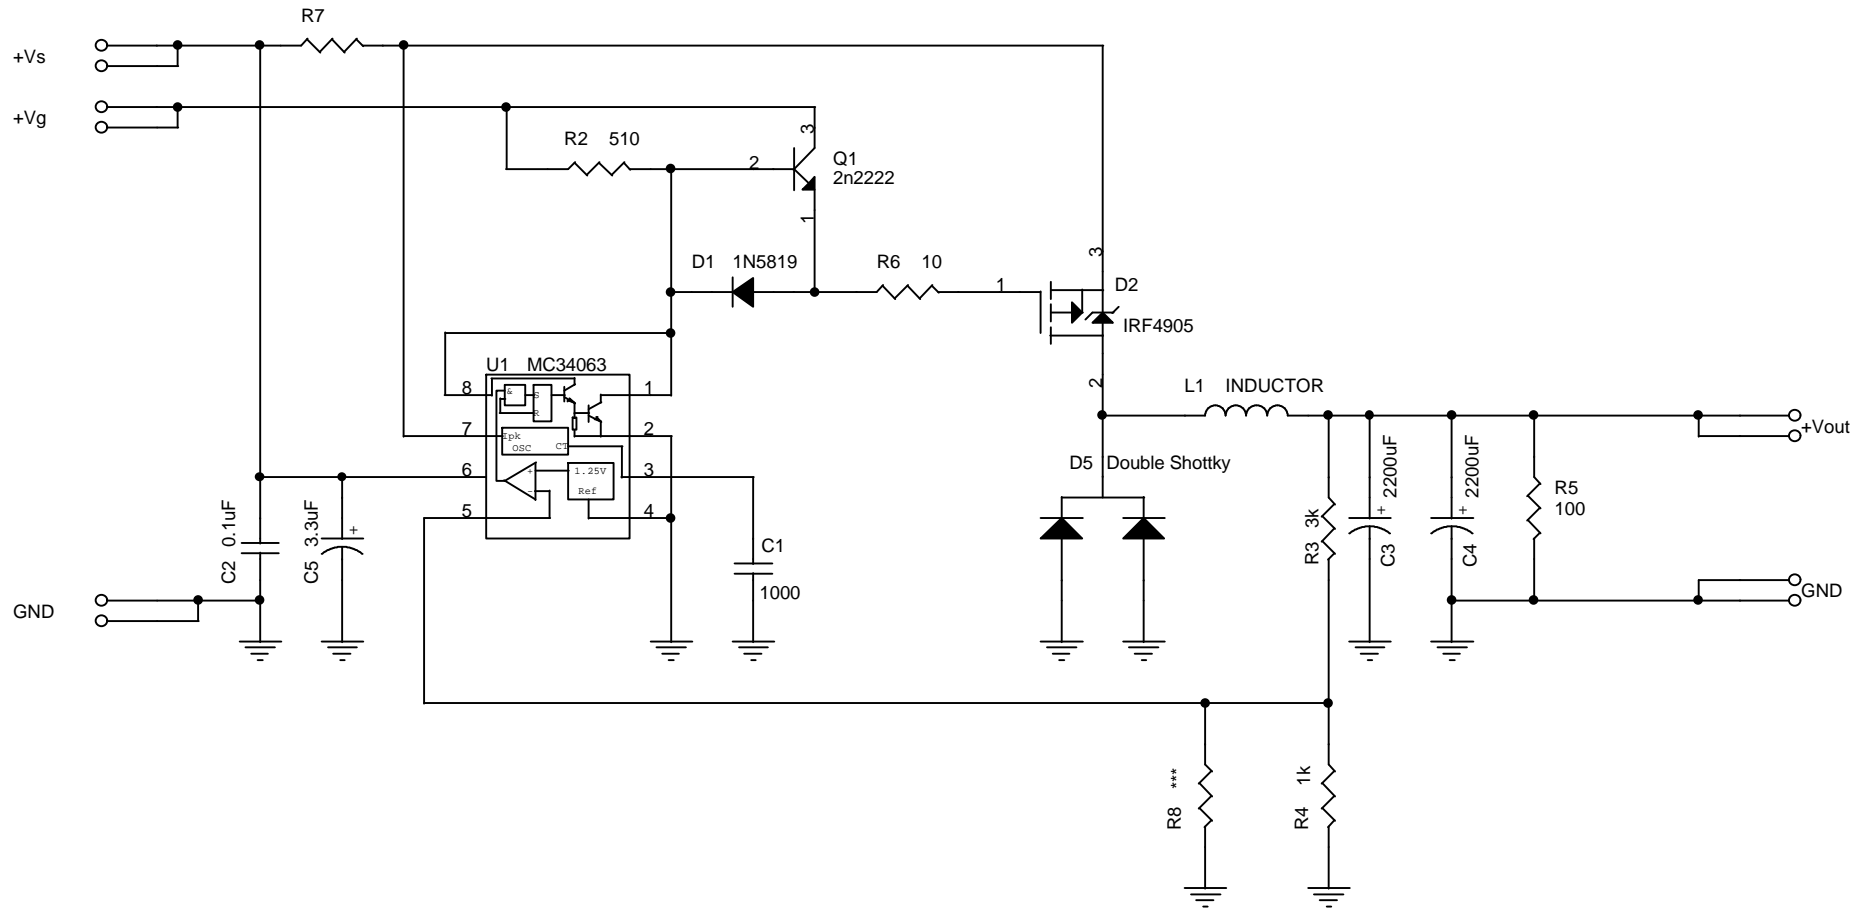 R7
+Vs
+Vg
R2 510
3
2
Q1
2n2222
1
D1 1N5819
R6 10
1
3
D2
IRF4905
2
U1 MC34063
8
1
&
S
R
7
Ipk
OSC
CT
2
6
+
-
1.25V
Ref
3
5
4
L1 INDUCTOR
+Vout
D5 Double Shottky
C2 0.1uF
C5 3.3uF
+
C1
1000
R3 3k
C3 2200uF
+
C4 2200uF
+
R5
100
GND
GND
R8 ***
R4 1k